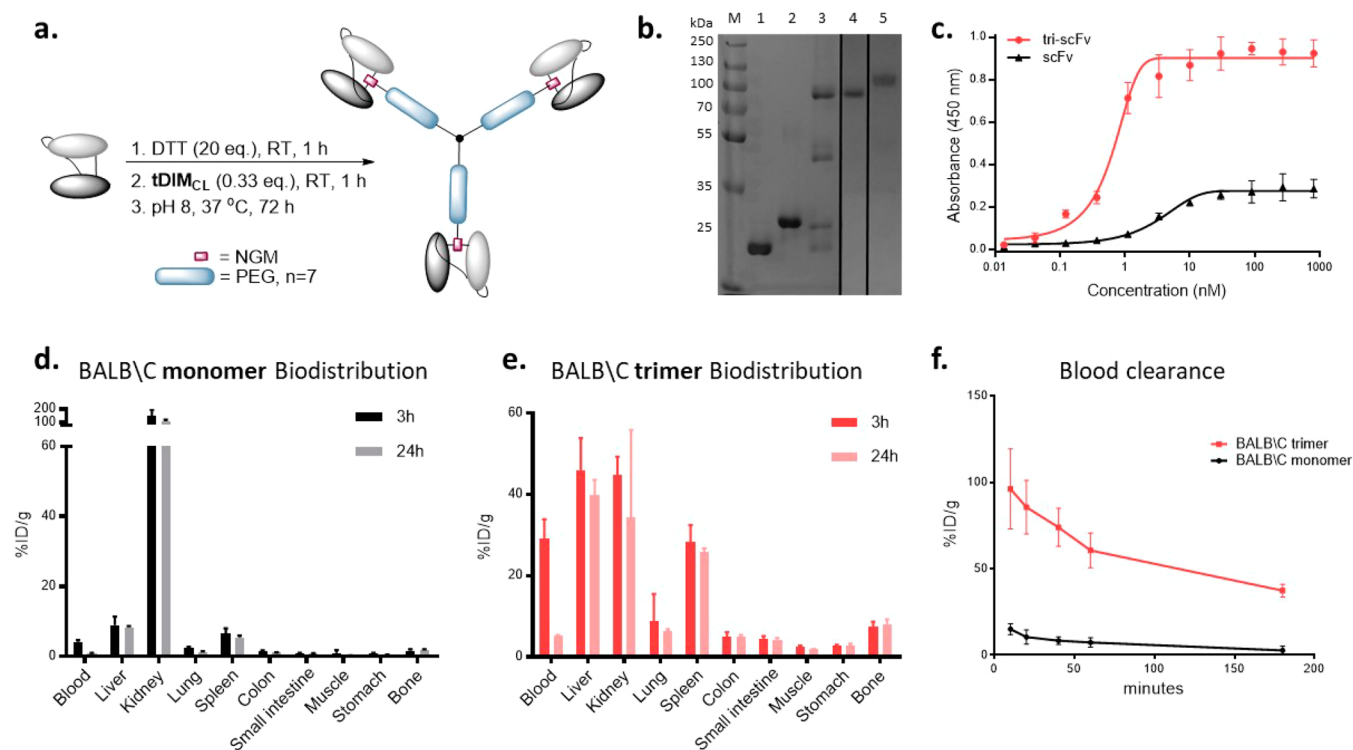 a.
1. DTT (20 eq.), RT, 1 h
2. tDIMCL (0.33 eq.), RT, 1 h
3. pH 8, 37 ⁰C, 72 h
= NGM
= PEG, n=7
b.
kDa M 1 2 3 4 5
250
130
100
70
55
35
25
c.
tri-scFv
scFv
Absorbance (450 nm)
1.0
0.8
0.6
0.4
0.2
0.0
0.01 0.1 1 10 100 1000
Concentration (nM)
d.
BALB\C monomer Biodistribution
3h
24h
%ID/g
200
100
60
40
20
0
Blood
Liver
Kidney
Lung
Spleen
Colon
Small intestine
Muscle
Stomach
Bone
e.
BALB\C trimer Biodistribution
3h
24h
%ID/g
60
40
20
0
Blood
Liver
Kidney
Lung
Spleen
Colon
Small intestine
Muscle
Stomach
Bone
f.
Blood clearance
BALB\C trimer
BALB\C monomer
%ID/g
150
100
50
0
0 50 100 150 200
minutes